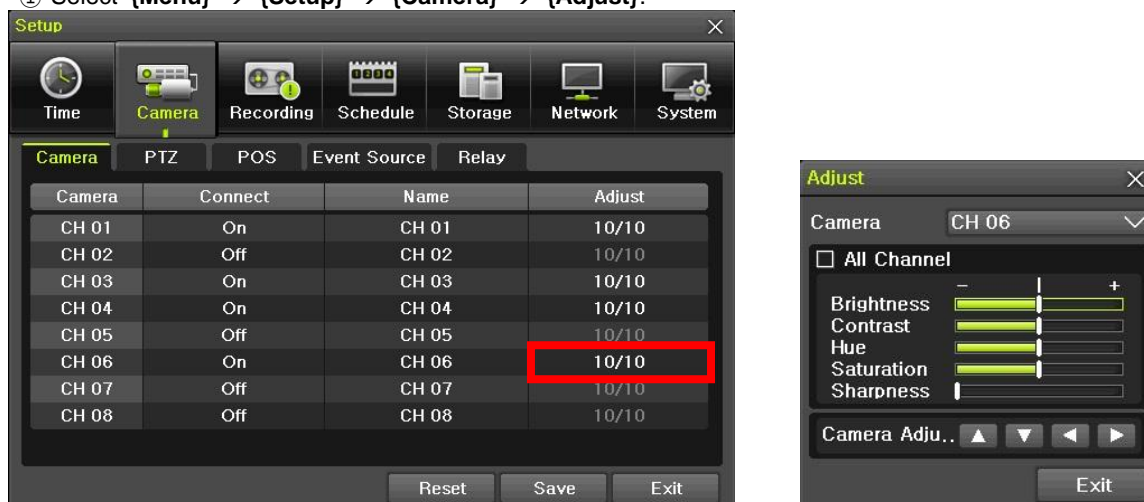 ① Select {Menu} → {Setup} → {Camera} → {Adjust}.
Setup
Time Camera Recording Schedule Storage Network System
Camera PTZ POS Event Source Relay
Camera Connect Name Adjust
CH 01 On CH 01 10/10
CH 02 Off CH 02 10/10
CH 03 On CH 03 10/10
CH 04 On CH 04 10/10
CH 05 Off CH 05 10/10
CH 06 On CH 06 10/10
CH 07 Off CH 07 10/10
CH 08 Off CH 08 10/10
Reset Save Exit
Adjust
Camera CH 06
All Channel
- +
Brightness
Contrast
Hue
Saturation
Sharpness
Camera Adju..
Exit